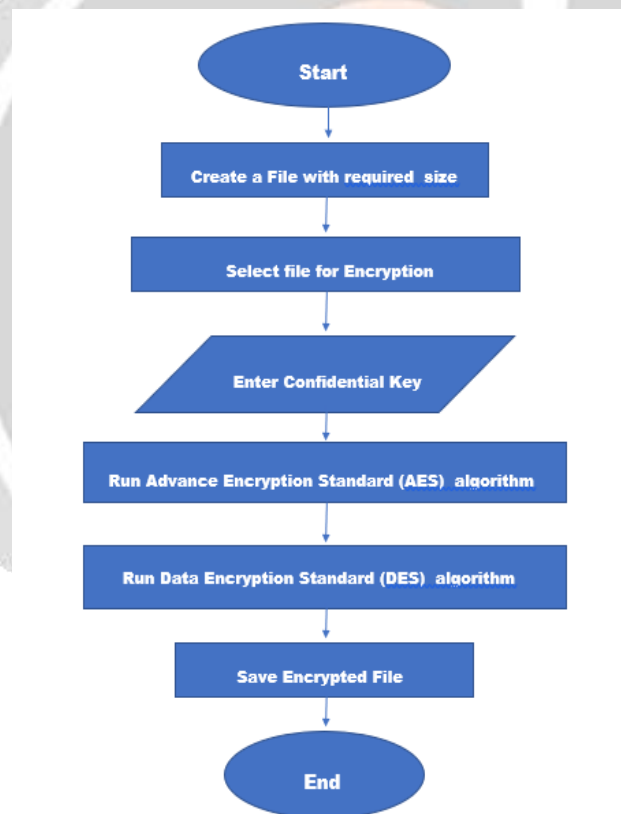 Start
Create a File with required size
Select file for Encryption
Enter Confidential Key
Run Advance Encryption Standard (AES) algorithm
Run Data Encryption Standard (DES) algorithm
Save Encrypted File
End